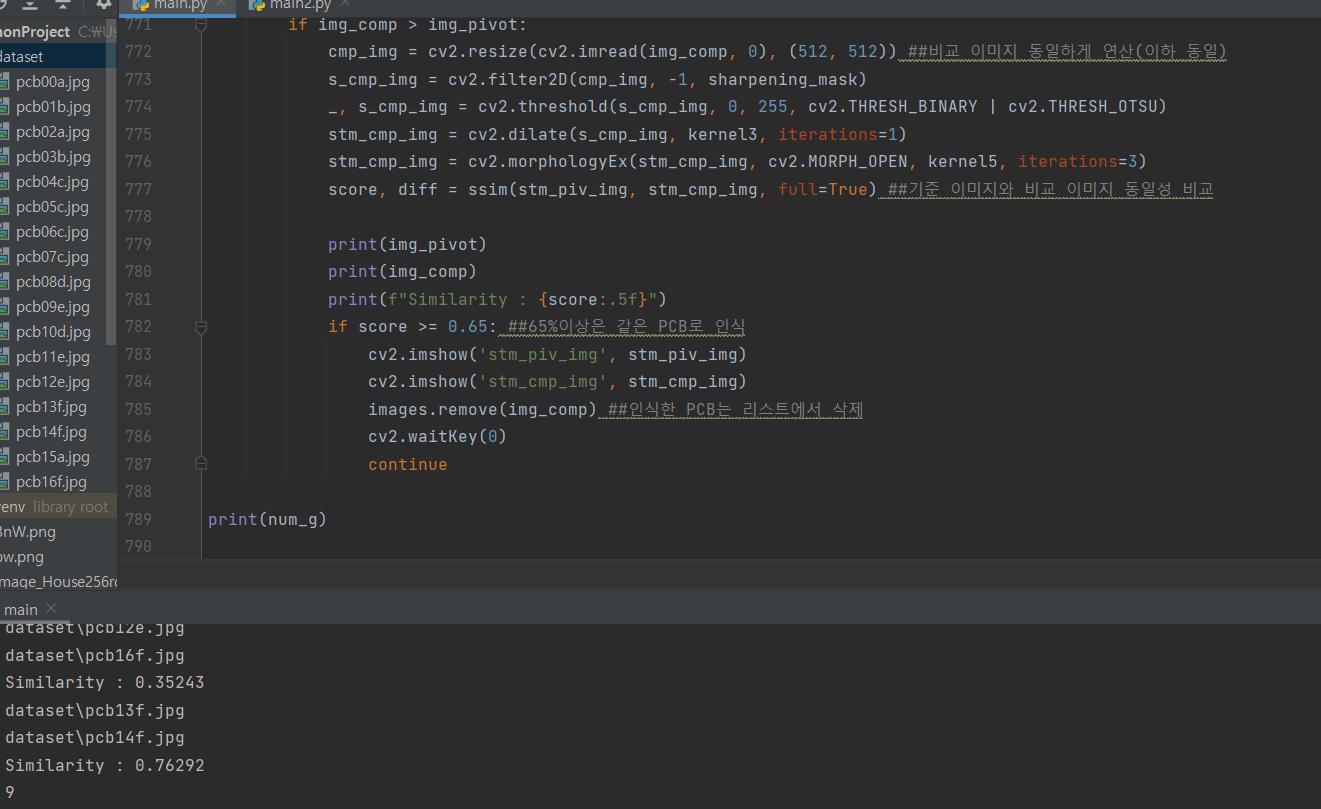 main.py
main2.py
nonProject C:\Us
dataset
pcb00a.jpg
pcb01b.jpg
pcb02a.jpg
pcb03b.jpg
pcb04c.jpg
pcb05c.jpg
pcb06c.jpg
pcb07c.jpg
pcb08d.jpg
pcb09e.jpg
pcb10d.jpg
pcb11e.jpg
pcb12e.jpg
pcb13f.jpg
pcb14f.jpg
pcb15a.jpg
pcb16f.jpg
venv library root
BnW.png
ow.png
mage_House256r
771 if img_comp > img_pivot:
772 cmp_img = cv2.resize(cv2.imread(img_comp, 0), (512, 512)) ##비교 이미지 동일하게 연산(이하 동일)
773 s_cmp_img = cv2.filter2D(cmp_img, -1, sharpening_mask)
774 _, s_cmp_img = cv2.threshold(s_cmp_img, 0, 255, cv2.THRESH_BINARY | cv2.THRESH_OTSU)
775 stm_cmp_img = cv2.dilate(s_cmp_img, kernel3, iterations=1)
776 stm_cmp_img = cv2.morphologyEx(stm_cmp_img, cv2.MORPH_OPEN, kernel5, iterations=3)
777 score, diff = ssim(stm_piv_img, stm_cmp_img, full=True) ##기준 이미지와 비교 이미지 동일성 비교
778
779 print(img_pivot)
780 print(img_comp)
781 print(f"Similarity : {score:.5f}")
782 if score >= 0.65: ##65%이상은 같은 PCB로 인식
783 cv2.imshow('stm_piv_img', stm_piv_img)
784 cv2.imshow('stm_cmp_img', stm_cmp_img)
785 images.remove(img_comp) ##인식한 PCB는 리스트에서 삭제
786 cv2.waitKey(0)
787 continue
788
789 print(num_g)
790
main
dataset\pcb12e.jpg
dataset\pcb16f.jpg
Similarity : 0.35243
dataset\pcb13f.jpg
dataset\pcb14f.jpg
Similarity : 0.76292
9